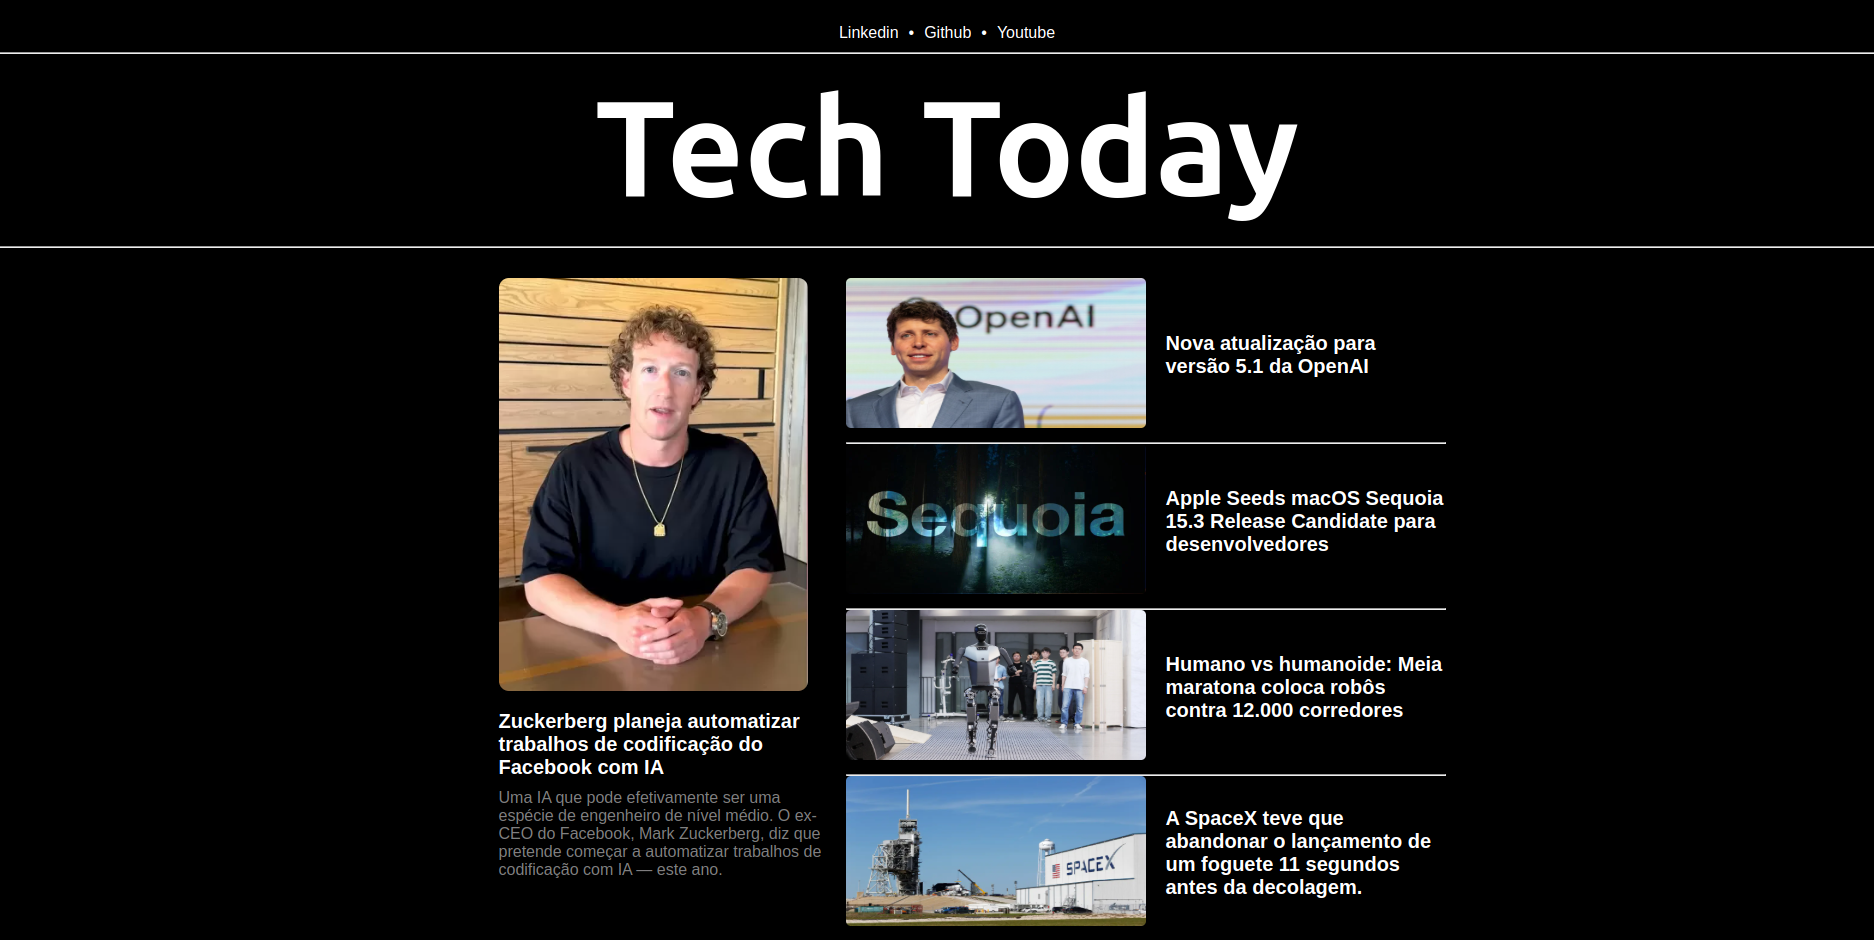 Linkedin • Github • Youtube
Tech Today
Zuckerberg planeja automatizar
trabalhos de codificação do
Facebook com IA
Uma IA que pode efetivamente ser uma
espécie de engenheiro de nível médio. O ex-
CEO do Facebook, Mark Zuckerberg, diz que
pretende começar a automatizar trabalhos de
codificação com IA — este ano.
OpenAI
Nova atualização para
versão 5.1 da OpenAI
Sequoia
Apple Seeds macOS Sequoia
15.3 Release Candidate para
desenvolvedores
Humano vs humanoide: Meia
maratona coloca robôs
contra 12.000 corredores
SPACEX
A SpaceX teve que
abandonar o lançamento de
um foguete 11 segundos
antes da decolagem.